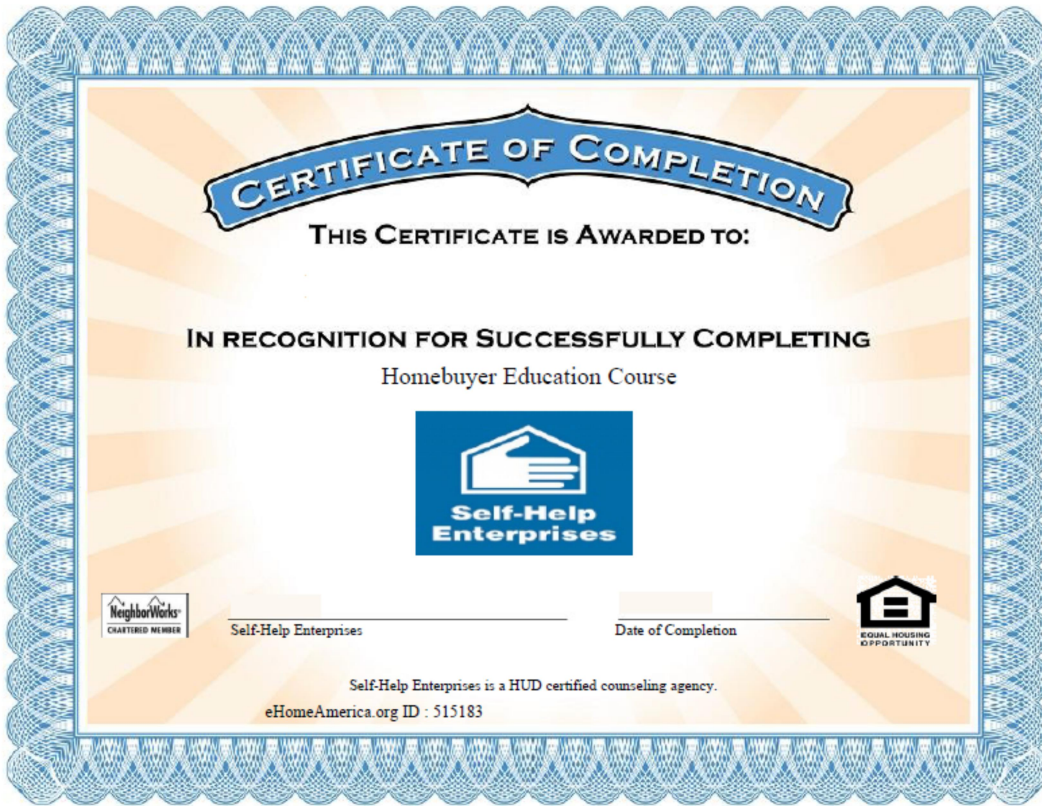 CERTIFICATE OF COMPLETION
THIS CERTIFICATE IS AWARDED TO:
IN RECOGNITION FOR SUCCESSFULLY COMPLETING
Homebuyer Education Course
Self-Help
Enterprises
NeighborWorks®
CHARTERED MEMBER
Self-Help Enterprises
Date of Completion
EQUAL HOUSING
OPPORTUNITY
Self-Help Enterprises is a HUD certified counseling agency.
eHomeAmerica.org ID : 515183